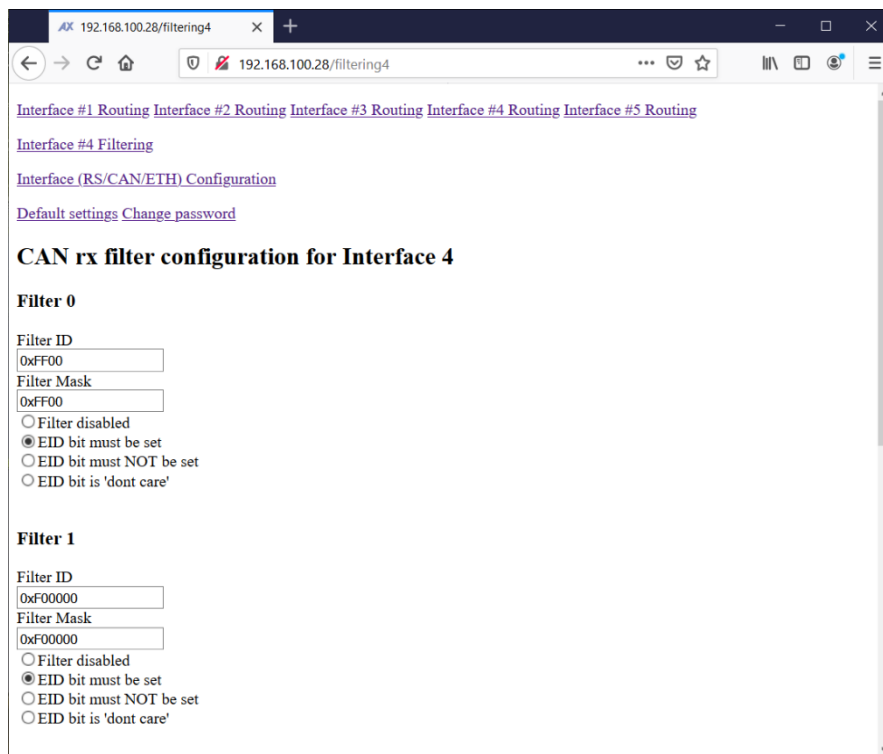 AX 192.168.100.28/filtering4
192.168.100.28/filtering4
Interface #1 Routing Interface #2 Routing Interface #3 Routing Interface #4 Routing Interface #5 Routing
Interface #4 Filtering
Interface (RS/CAN/ETH) Configuration
Default settings Change password
CAN rx filter configuration for Interface 4
Filter 0
Filter ID
0xFF00
Filter Mask
0xFF00
Filter disabled
EID bit must be set
EID bit must NOT be set
EID bit is 'dont care'
Filter 1
Filter ID
0xF00000
Filter Mask
0xF00000
Filter disabled
EID bit must be set
EID bit must NOT be set
EID bit is 'dont care'